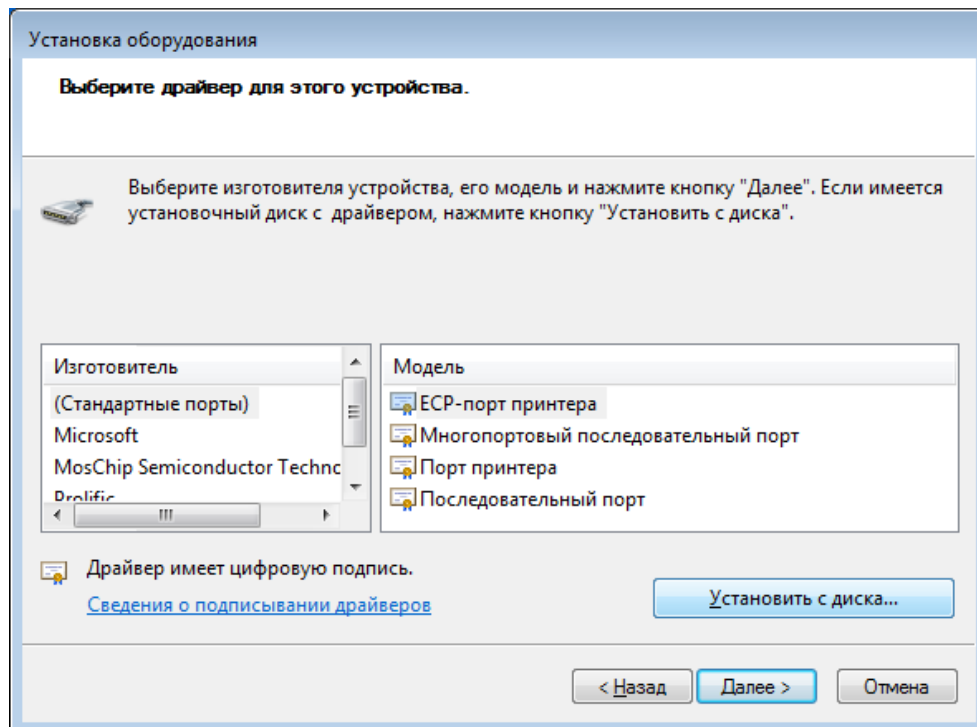 Установка оборудования
Выберите драйвер для этого устройства.
Выберите изготовителя устройства, его модель и нажмите кнопку "Далее". Если имеется
установочный диск с драйвером, нажмите кнопку "Установить с диска".
Изготовитель
(Стандартные порты)
Microsoft
MosChip Semiconductor Techno
Prolific
Модель
ECP-порт принтера
Многопортовый последовательный порт
Порт принтера
Последовательный порт
Драйвер имеет цифровую подпись.
Сведения о подписывании драйверов
Установить с диска...
< Назад
Далее >
Отмена